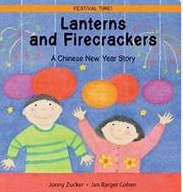 FESTIVAL TIME!
Lanterns
and Firecrackers
A Chinese New Year Story
Jonny Zucker • Jan Barger Cohen